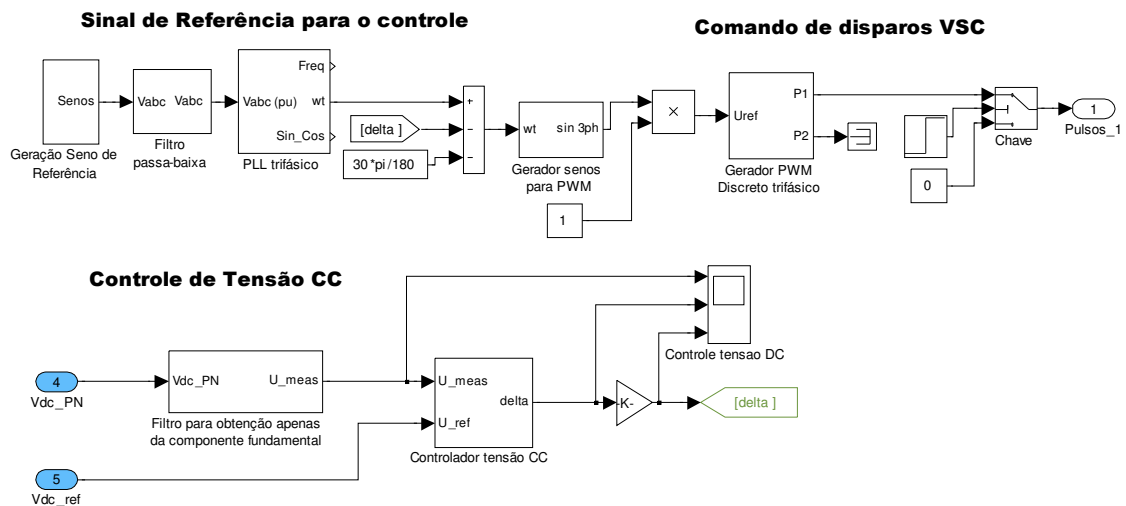 Sinal de Referência para o controle
Comando de disparos VSC
Senos
Geração Seno de
Referência
Vabc Vabc
Filtro
passa-baixa
Freq
Vabc (pu) wt
Sin_Cos
PLL trifásico
[delta ]
30 *pi /180
+
−
−
wt sin 3ph
Gerador senos
para PWM
1
×
Uref
P1
P2
Gerador PWM
Discreto trifásico
0
Chave
1
Pulsos_1
Controle de Tensão CC
4
Vdc_PN
Vdc_PN U_meas
Filtro para obtenção apenas
da componente fundamental
5
Vdc_ref
U_meas
delta
U_ref
Controlador tensão CC
-K-
Controle tensao DC
[delta ]